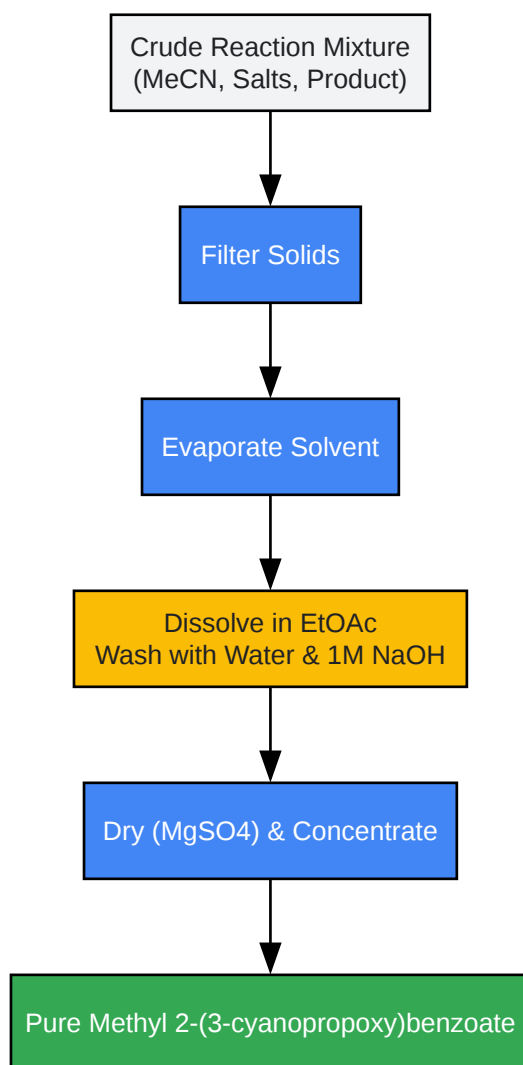 Crude Reaction Mixture
(MeCN, Salts, Product)
Filter Solids
Evaporate Solvent
Dissolve in EtOAc
Wash with Water & 1M NaOH
Dry (MgSO4) & Concentrate
Pure Methyl 2-(3-cyanopropoxy)benzoate